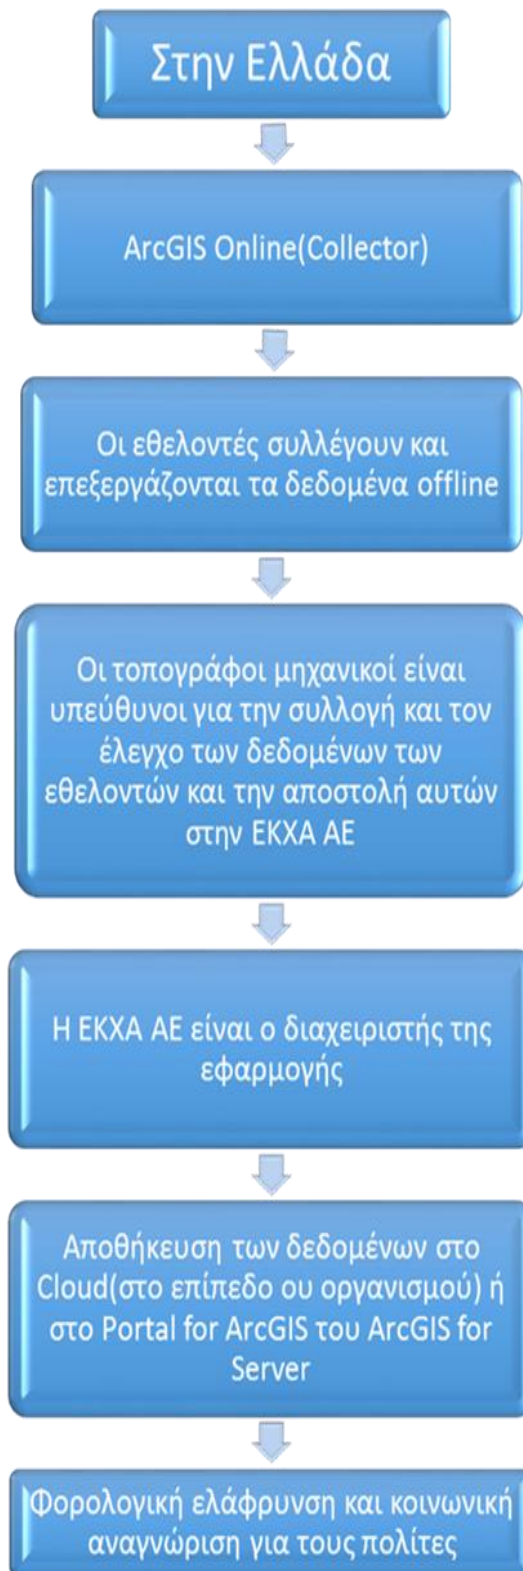 Στην Ελλάδα
ArcGIS Online(Collector)
Οι εθελοντές συλλέγουν και
επεξεργάζονται τα δεδομένα offline
Οι τοπογράφοι μηχανικοί είναι
υπεύθυνοι για την συλλογή και τον
έλεγχο των δεδομένων των
εθελοντών και την αποστολή αυτών
στην ΕΚΧΑ ΑΕ
Η ΕΚΧΑ ΑΕ είναι ο διαχειριστής της
εφαρμογής
Αποθήκευση των δεδομένων στο
Cloud(στο επίπεδο ου οργανισμού) ή
στο Portal for ArcGIS του ArcGIS for
Server
Φορολογική ελάφρυνση και κοινωνική
αναγνώριση για τους πολίτες